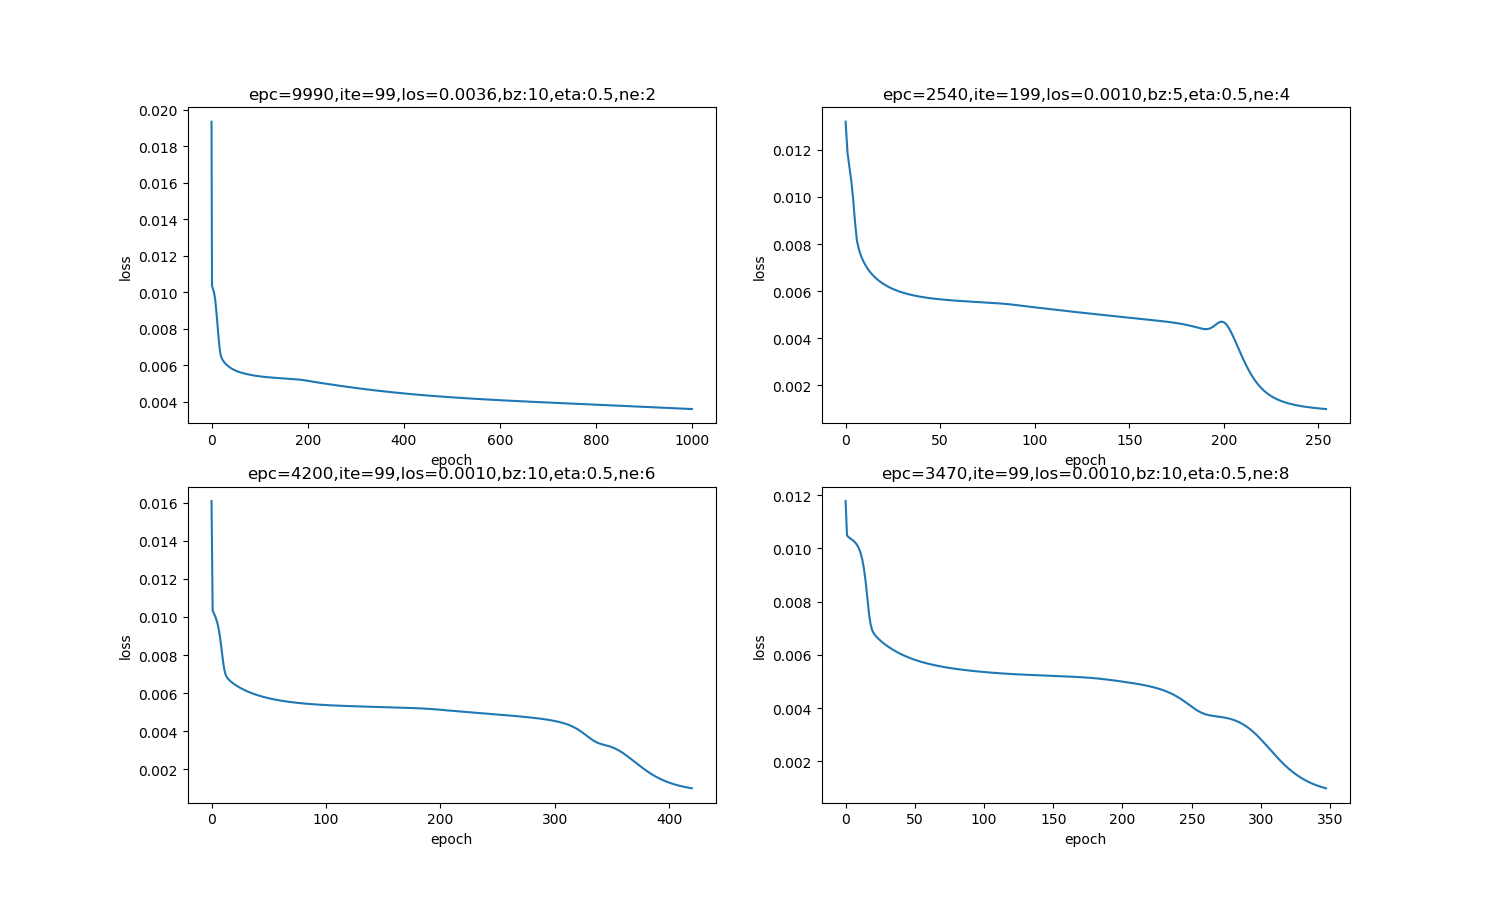 epc=9990,ite=99,los=0.0036,bz:10,eta:0.5,ne:2
0.020
0.018
0.016
0.014
0.012
0.010
0.008
0.006
0.004
loss
0 200 400 600 800 1000
epoch
epc=2540,ite=199,los=0.0010,bz:5,eta:0.5,ne:4
0.012
0.010
0.008
0.006
0.004
0.002
loss
0 50 100 150 200 250
epoch
epc=4200,ite=99,los=0.0010,bz:10,eta:0.5,ne:6
0.016
0.014
0.012
0.010
0.008
0.006
0.004
0.002
loss
0 100 200 300 400
epoch
epc=3470,ite=99,los=0.0010,bz:10,eta:0.5,ne:8
0.012
0.010
0.008
0.006
0.004
0.002
loss
0 50 100 150 200 250 300 350
epoch